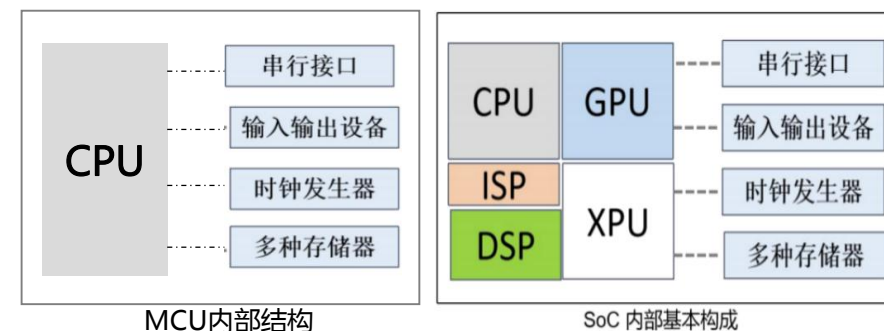 CPU
串行接口
输入输出设备
时钟发生器
多种存储器
MCU内部结构
CPU
GPU
ISP
DSP
XPU
串行接口
输入输出设备
时钟发生器
多种存储器
SoC 内部基本构成